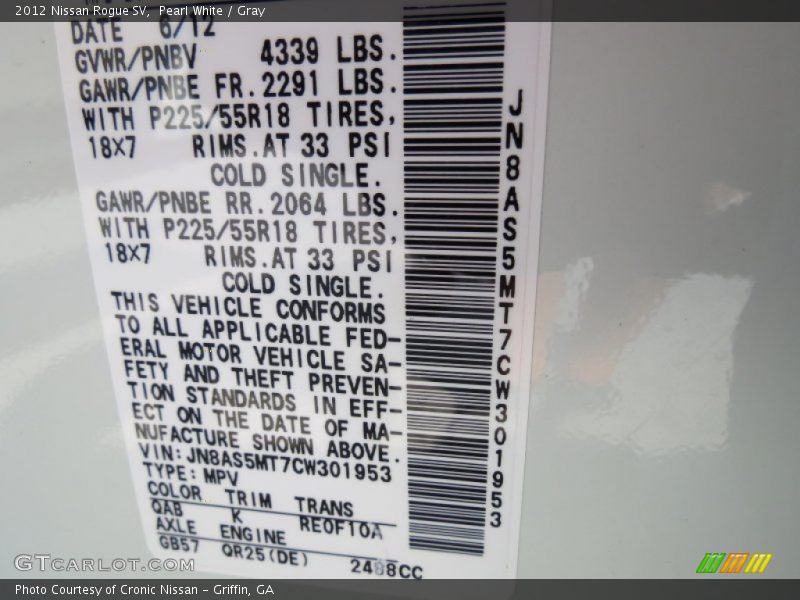 2012 Nissan Rogue SV, Pearl White / Gray
DATE 6/12
GVWR/PNBV 4339 LBS.
GAWR/PNBE FR.2291 LBS.
WITH P225/55R18 TIRES,
18X7 RIMS.AT 33 PSI
COLD SINGLE.
GAWR/PNBE RR.2064 LBS.
WITH P225/55R18 TIRES,
18X7 RIMS.AT 33 PSI
COLD SINGLE.
THIS VEHICLE CONFORMS
TO ALL APPLICABLE FED-
ERAL MOTOR VEHICLE SA-
FETY AND THEFT PREVEN-
TION STANDARDS IN EFF-
ECT ON THE DATE OF MA-
NUFACTURE SHOWN ABOVE.
VIN:JN8AS5MT7CW301953
TYPE:MPV
COLOR TRIM TRANS
QAB K RE0F10A
AXLE ENGINE
GB57 QR25(DE) 2488CC
JN8AS5MT7CW301953
GTCarLot.com
Photo Courtesy of Cronic Nissan - Griffin, GA